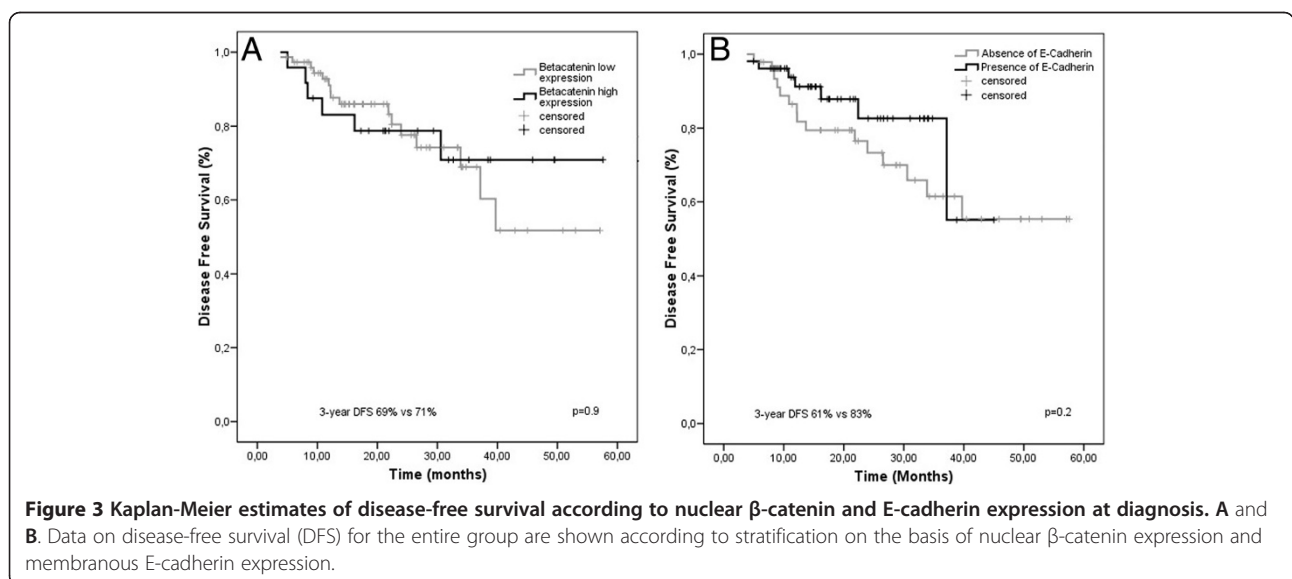 A
Betacatenin low
expression
Betacatenin high
expression
censored
censored
Disease Free Survival (%)
1,0
0,8
0,6
0,4
0,2
0,0
3-year DFS 69% vs 71%
p=0.9
0,00 10,00 20,00 30,00 40,00 50,00 60,00
Time (months)
B
Absence of E-Cadherin
Presence of E-Cadherin
censored
censored
Disease Free Survival (%)
1,0
0,8
0,6
0,4
0,2
0,0
3-year DFS 61% vs 83%
p=0.2
0,00 10,00 20,00 30,00 40,00 50,00 60,00
Time (Months)
Figure 3 Kaplan-Meier estimates of disease-free survival according to nuclear β-catenin and E-cadherin expression at diagnosis. A and
B. Data on disease-free survival (DFS) for the entire group are shown according to stratification on the basis of nuclear β-catenin expression and
membranous E-cadherin expression.